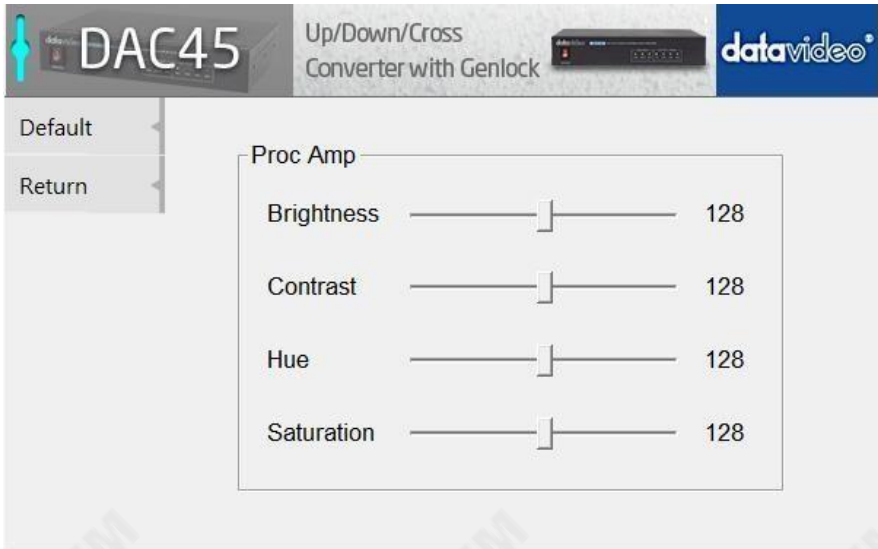 DAC45
Up/Down/Cross
Converter with Genlock
datavideo®
Default
Return
Proc Amp
Brightness 128
Contrast 128
Hue 128
Saturation 128